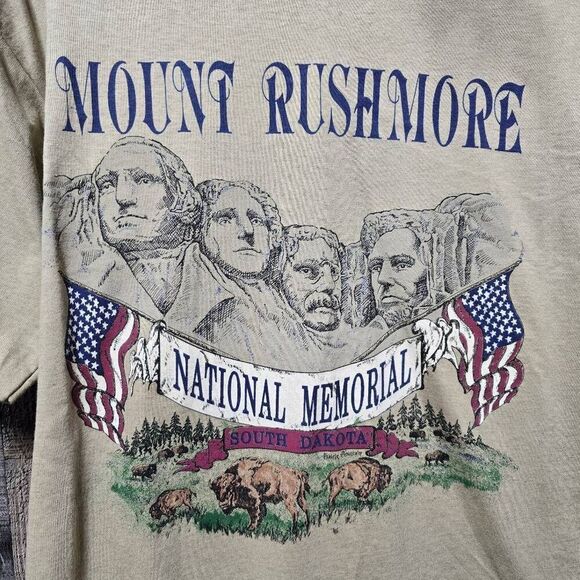 MOUNT RUSHMORE
NATIONAL MEMORIAL
SOUTH DAKOTA